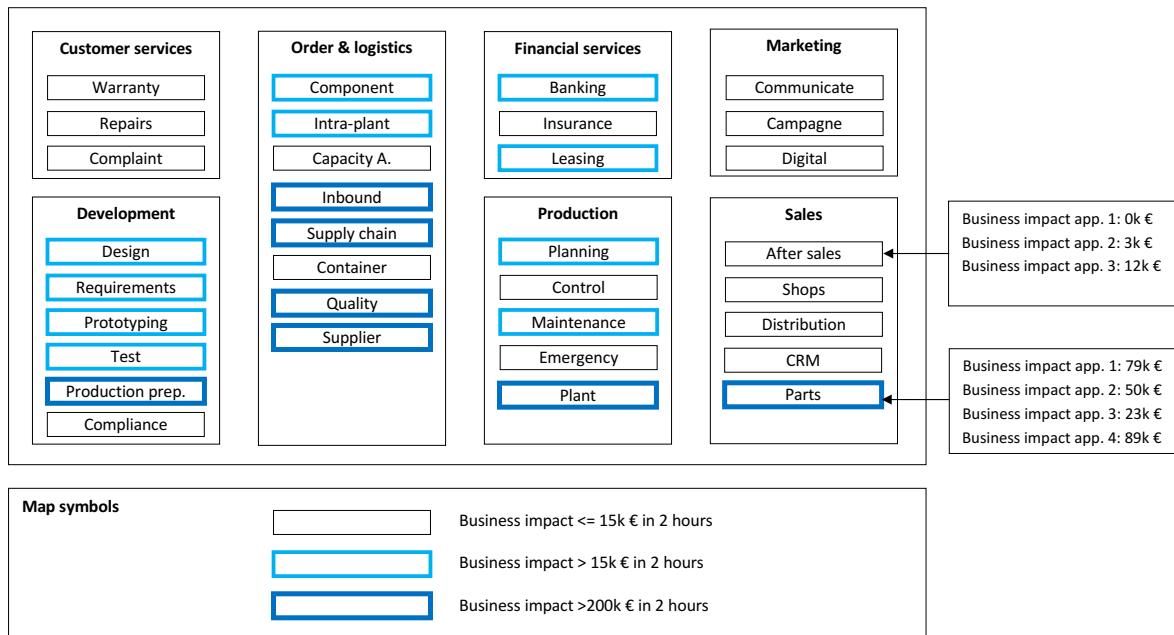 Customer services
Warranty
Repairs
Complaint
Order & logistics
Component
Intra-plant
Capacity A.
Inbound
Supply chain
Container
Quality
Supplier
Financial services
Banking
Insurance
Leasing
Marketing
Communicate
Campagne
Digital
Development
Design
Requirements
Prototyping
Test
Production prep.
Compliance
Production
Planning
Control
Maintenance
Emergency
Plant
Sales
After sales
Shops
Distribution
CRM
Parts
Business impact app. 1: 0k €
Business impact app. 2: 3k €
Business impact app. 3: 12k €
Business impact app. 1: 79k €
Business impact app. 2: 50k €
Business impact app. 3: 23k €
Business impact app. 4: 89k €
Map symbols
Business impact <= 15k € in 2 hours
Business impact > 15k € in 2 hours
Business impact >200k € in 2 hours